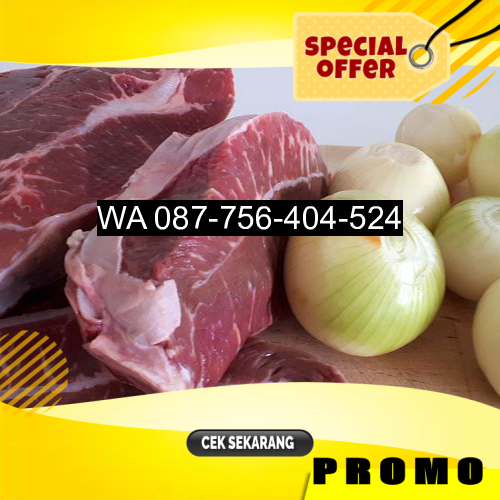 SPECIAL
OFFER
WA 087-756-404-524
CEK SEKARANG
PROMO